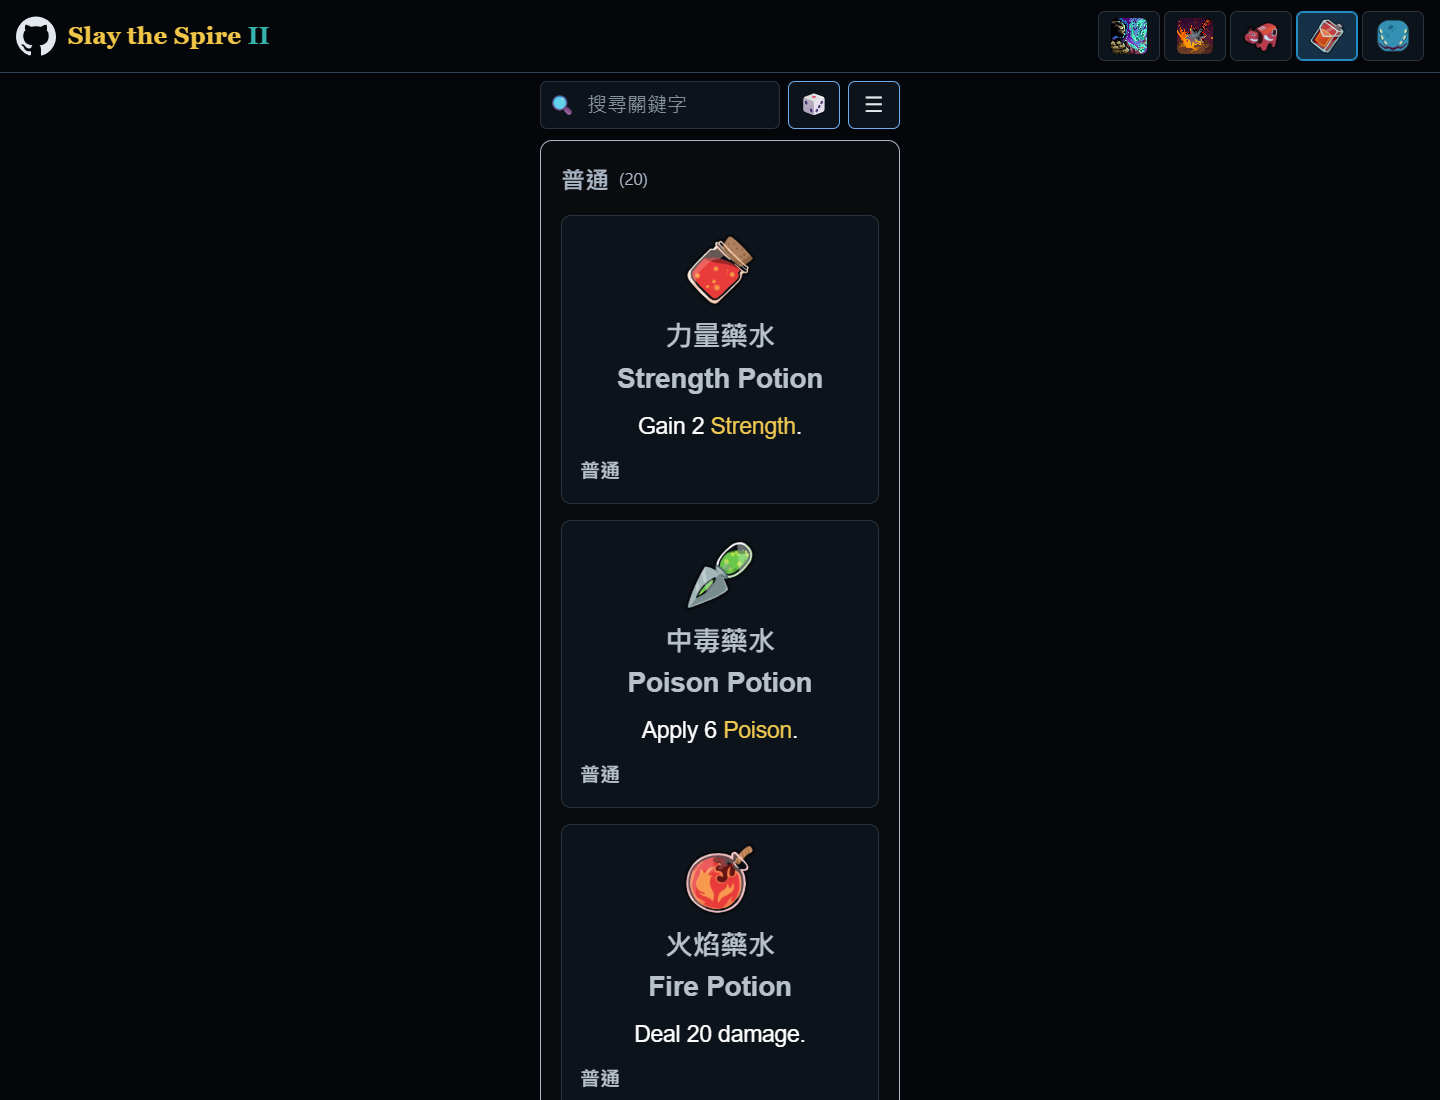 Slay the Spire II
搜尋關鍵字
普通 (20)
力量藥水
Strength Potion
Gain 2 Strength.
普通
中毒藥水
Poison Potion
Apply 6 Poison.
普通
火焰藥水
Fire Potion
Deal 20 damage.
普通